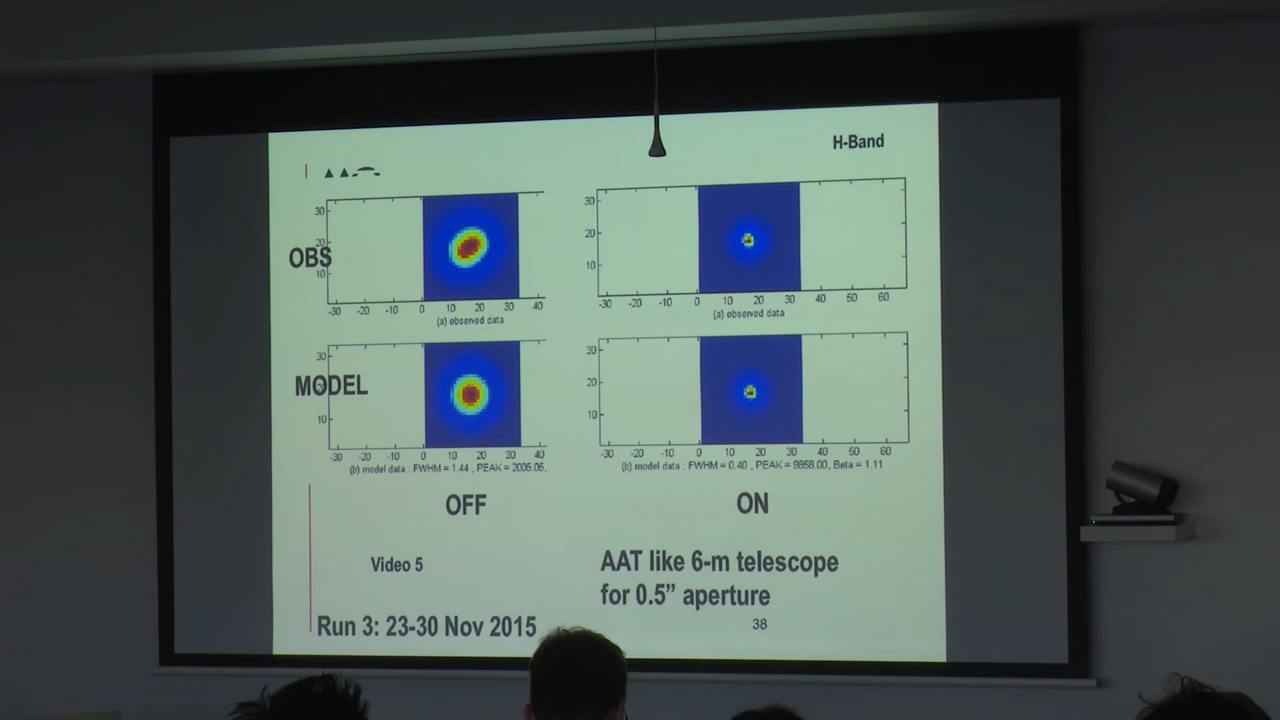 H-Band
AAO
30
20
10
OBS
-30 -20 -10 0 10 20 30 40
(a) observed data
30
20
10
-30 -20 -10 0 10 20 30 40 50 60
(a) observed data
30
10
MODEL
-30 -20 -10 0 10 20 30 40
(b) model data : FWHM = 1.44 , PEAK = 2005.05,
30
20
10
-30 -20 -10 0 10 20 30 40 50 60
(b) model data : FWHM = 0.40 , PEAK = 9858.00, Beta = 1.11
OFF
ON
Video 5
AAT like 6-m telescope
for 0.5” aperture
Run 3: 23-30 Nov 2015
38